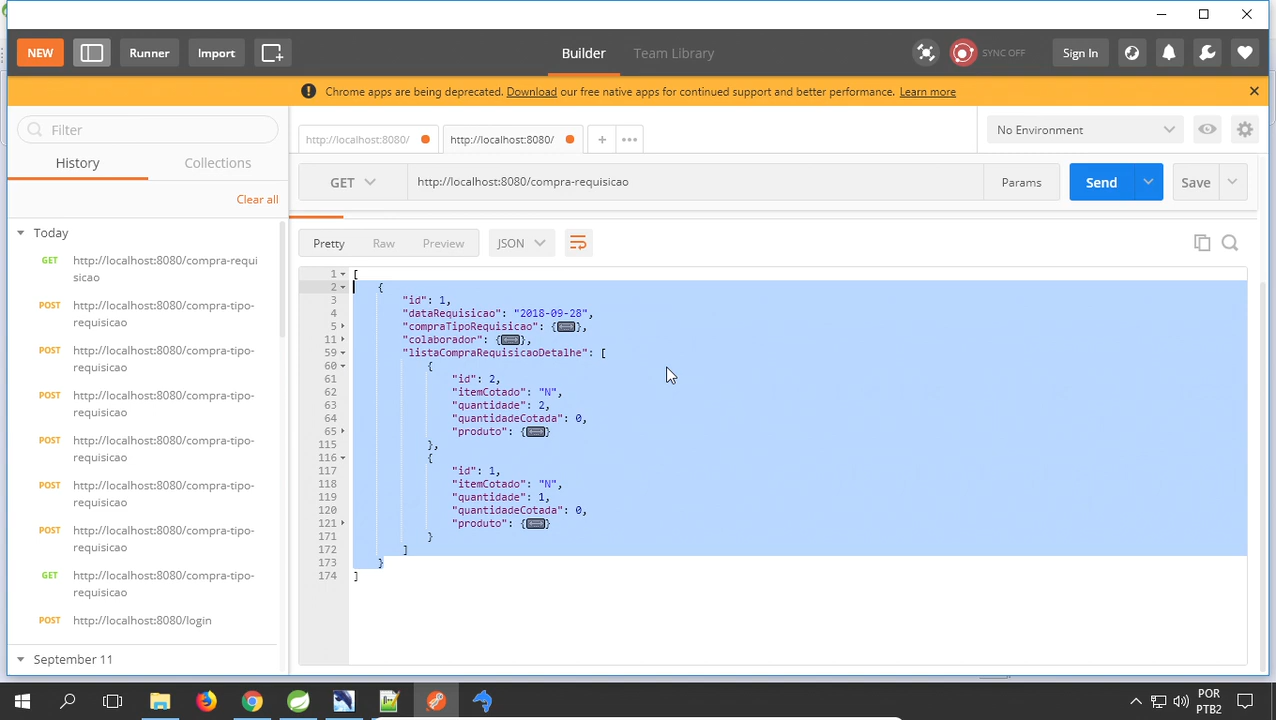 NEW Runner Import Builder Team Library SYNC OFF Sign In
Chrome apps are being deprecated. Download our free native apps for continued support and better performance. Learn more
Filter
History Collections
Clear all
Today
GET http://localhost:8080/compra-requi
sicao
POST http://localhost:8080/compra-tipo-
requisicao
POST http://localhost:8080/compra-tipo-
requisicao
POST http://localhost:8080/compra-tipo-
requisicao
POST http://localhost:8080/compra-tipo-
requisicao
POST http://localhost:8080/compra-tipo-
requisicao
POST http://localhost:8080/compra-tipo-
requisicao
GET http://localhost:8080/compra-tipo-
requisicao
POST http://localhost:8080/login
September 11
http://localhost:8080/ http://localhost:8080/ + ••• No Environment
GET http://localhost:8080/compra-requisicao Params Send Save
Pretty Raw Preview JSON
1 [
2 {
3 "id": 1,
4 "dataRequisicao": "2018-09-28",
5 "compraTipoRequisicao": {},
11 "colaborador": {},
59 "listaCompraRequisicaoDetalhe": [
60 {
61 "id": 2,
62 "itemCotado": "N",
63 "quantidade": 2,
64 "quantidadeCotada": 0,
65 "produto": {}
115 },
116 {
117 "id": 1,
118 "itemCotado": "N",
119 "quantidade": 1,
120 "quantidadeCotada": 0,
121 "produto": {}
171 }
172 ]
173 }
174 ]
POR
PTB2